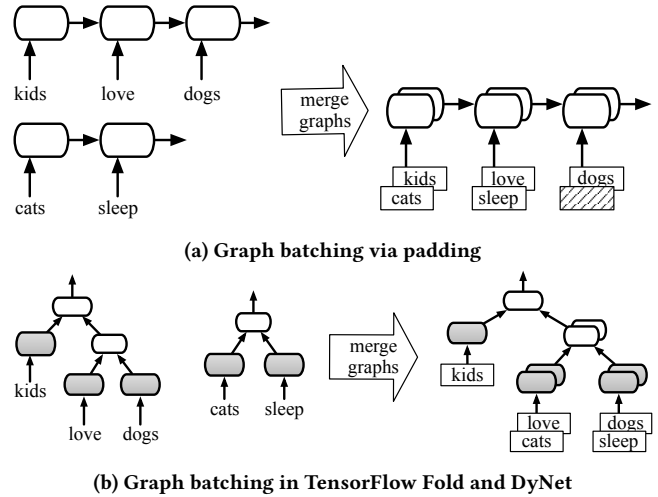 kids love dogs
cats sleep
merge
graphs
kids love dogs
cats sleep
(a) Graph batching via padding
kids
love dogs
cats sleep
merge
graphs
kids
love dogs
cats sleep
(b) Graph batching in TensorFlow Fold and DyNet